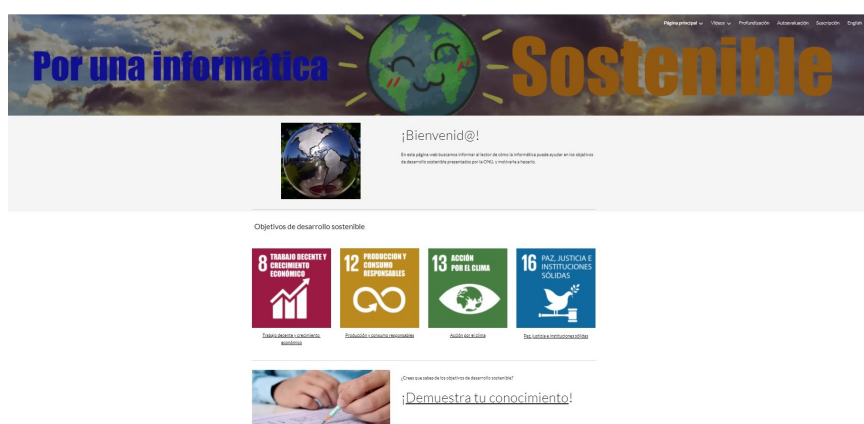 Página principal Vídeos Profundización Autoevaluación Suscripción English
Por una informática Sostenible
¡Bienvenid@!
En esta página web buscamos informar al lector de cómo la informática puede ayudar en los objetivos
de desarrollo sostenible presentados por la ONU, y motivarle a hacerlo.
Objetivos de desarrollo sostenible
8 TRABAJO DECENTE Y
CRECIMIENTO
ECONÓMICO
12 PRODUCCIÓN Y
CONSUMO
RESPONSABLES
13 ACCIÓN
POR EL CLIMA
16 PAZ, JUSTICIA E
INSTITUCIONES
SÓLIDAS
Trabajo decente y crecimiento
económico
Producción y consumo responsables
Acción por el clima
Paz, justicia e instituciones sólidas
¿Crees que sabes de los objetivos de desarrollo sostenible?
¡Demuestra tu conocimiento!